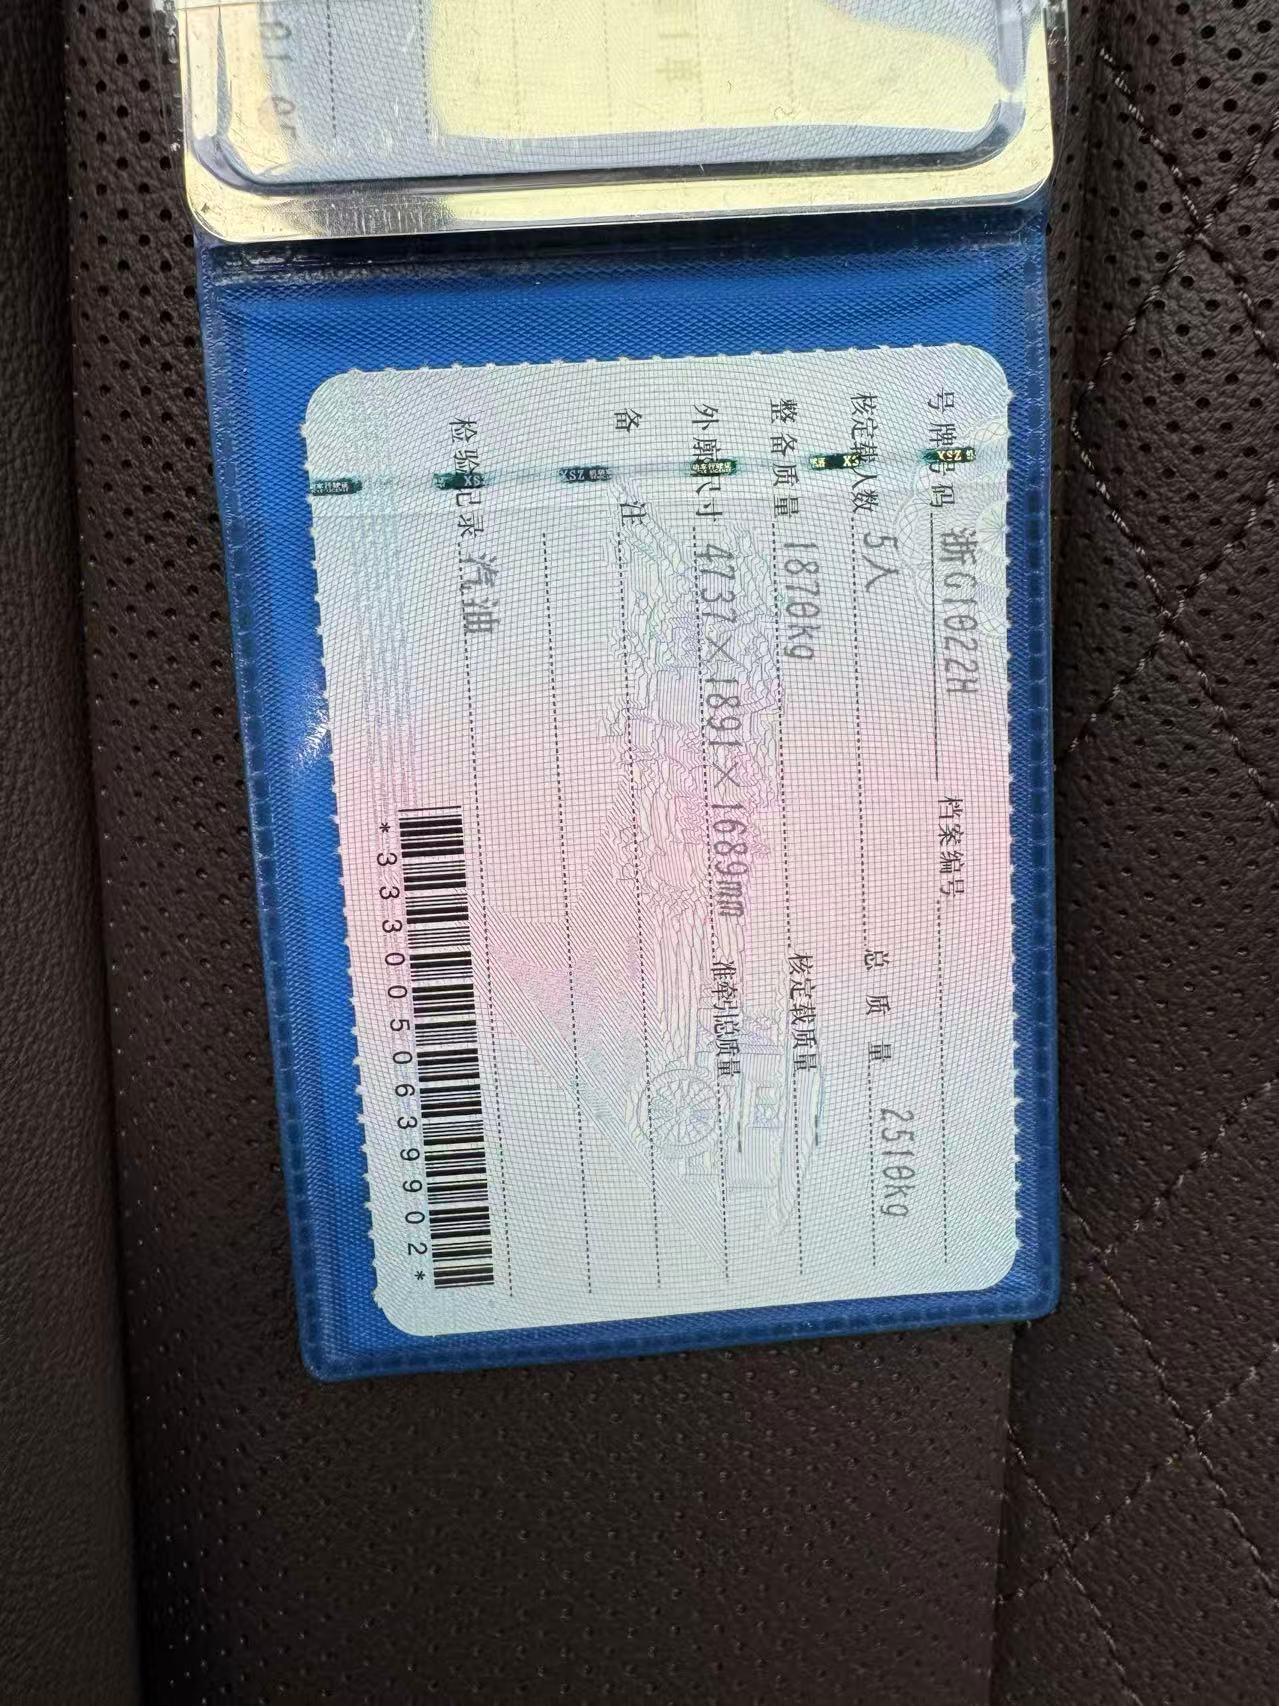 号牌号码 浙G1022H 档案编号
核定载人数 5人 总质量 2510kg
整备质量 1870kg 核定载质量
外廓尺寸 4737×1891×1689mm 准牵引总质量
备注
检验记录 汽油
*3330050639902*